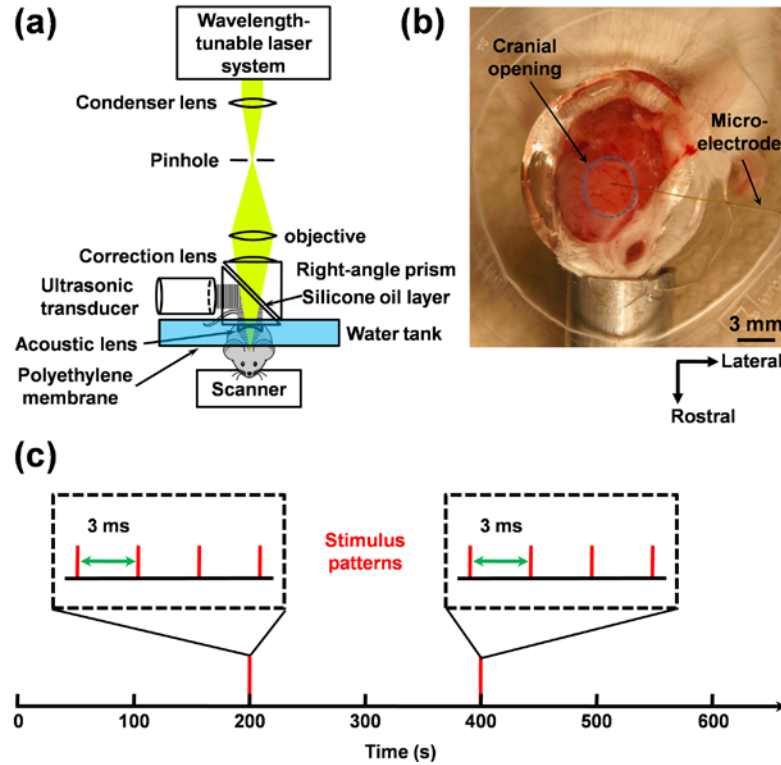 (a)
Wavelength-
tunable laser
system
Condenser lens
Pinhole
objective
Correction lens
Right-angle prism
Ultrasonic
transducer
Silicone oil layer
Acoustic lens
Water tank
Polyethylene
membrane
Scanner
(b)
Cranial
opening
Micro-
electrode
3 mm
Lateral
Rostral
(c)
3 ms
Stimulus
patterns
3 ms
0 100 200 300 400 500 600
Time (s)